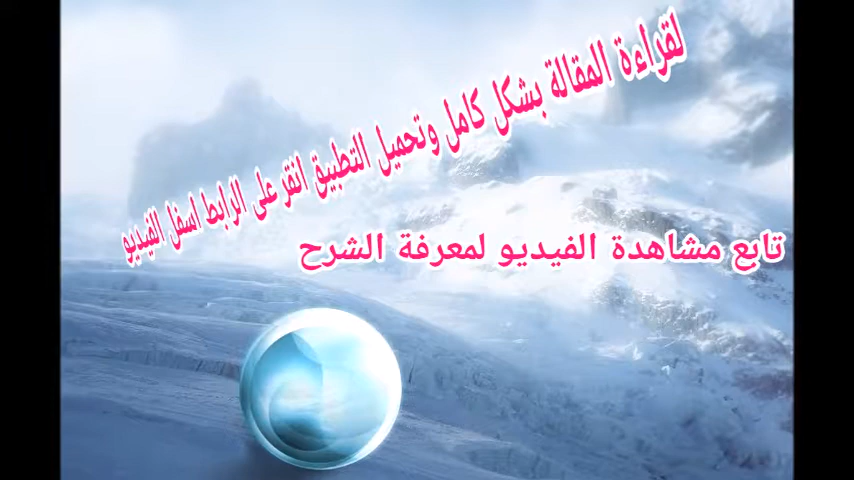 لقراءة المقالة بشكل كامل وتحميل التطبيق انقر على الرابط اسفل الفيديو
تابع مشاهدة الفيديو لمعرفة الشرح